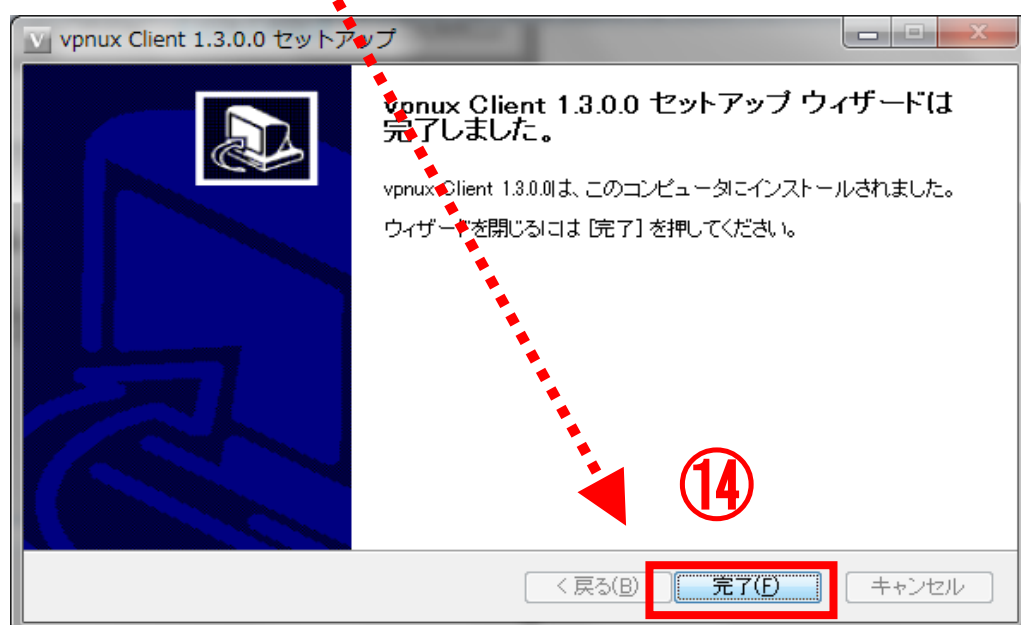 V vpnux Client 1.3.0.0 セットアップ
vpnux Client 1.3.0.0 セットアップ ウィザードは
完了しました。
vpnux Client 1.3.0.0は、このコンピュータにインストールされました。
ウィザードを閉じるには [完了] を押してください。
⑭
< 戻る(B) 完了(F) キャンセル